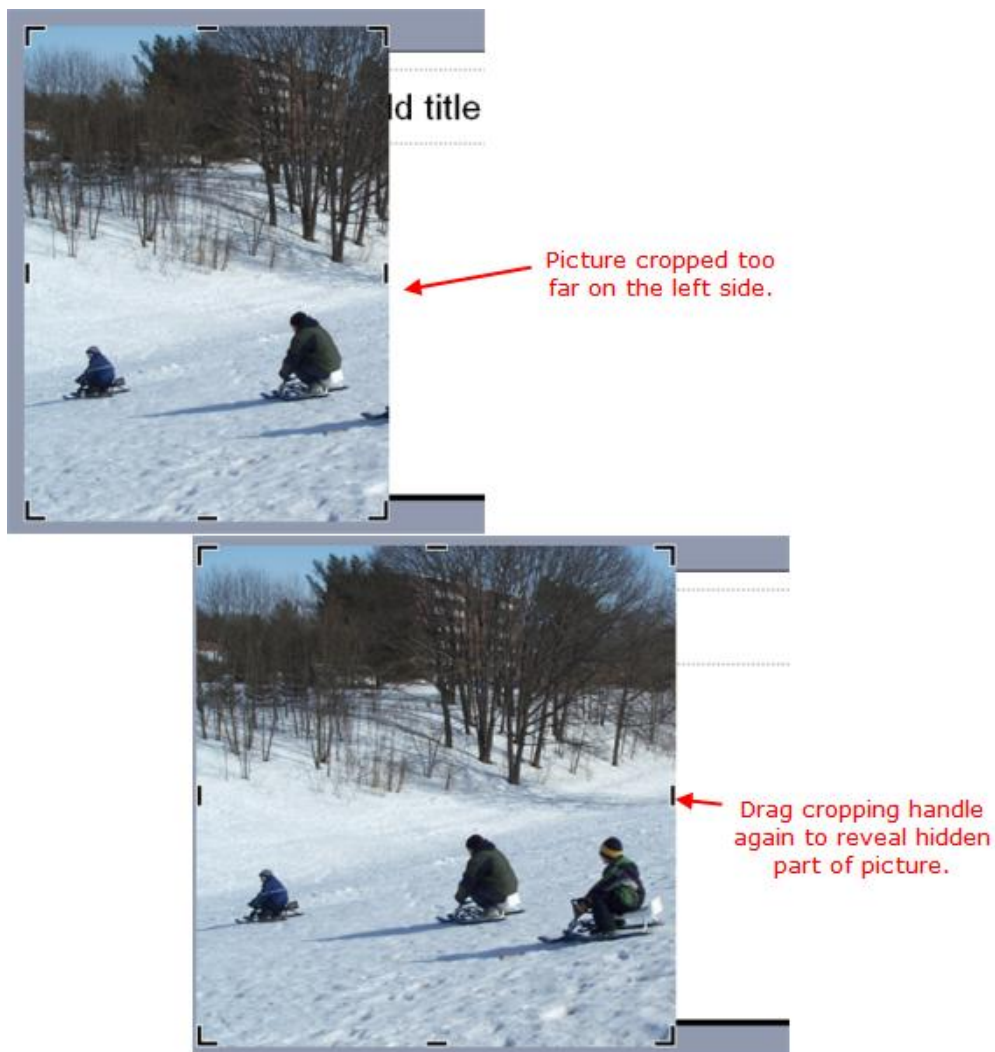 ld title
Picture cropped too
far on the left side.
Drag cropping handle
again to reveal hidden
part of picture.